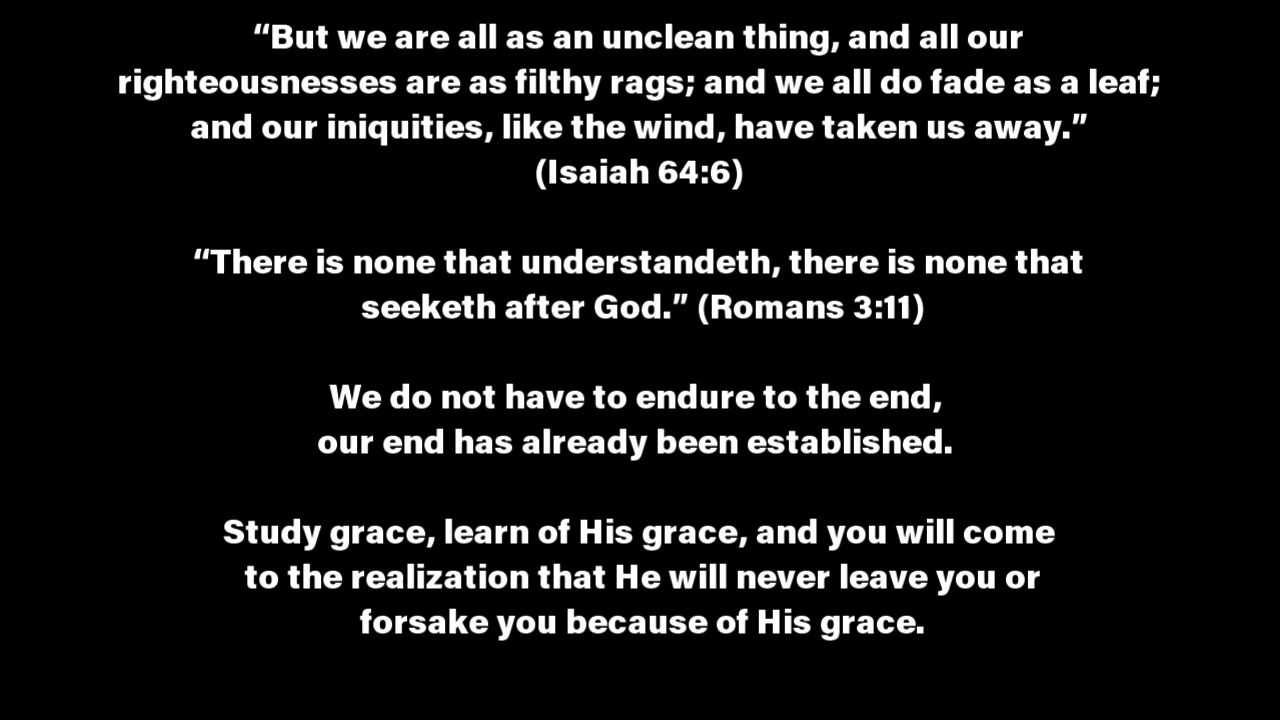 “But we are all as an unclean thing, and all our
righteousnesses are as filthy rags; and we all do fade as a leaf;
and our iniquities, like the wind, have taken us away.”
(Isaiah 64:6)
“There is none that understandeth, there is none that
seeketh after God.” (Romans 3:11)
We do not have to endure to the end,
our end has already been established.
Study grace, learn of His grace, and you will come
to the realization that He will never leave you or
forsake you because of His grace.